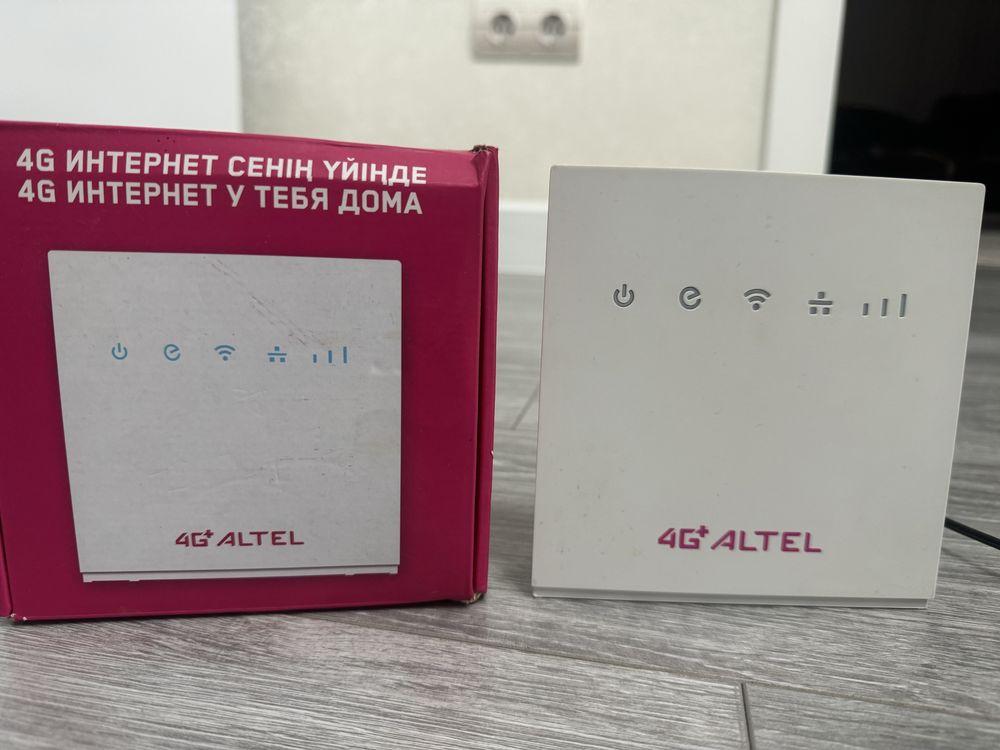 4G ИНТЕРНЕТ СЕНІҢ ҮЙІҢДЕ
4G ИНТЕРНЕТ У ТЕБЯ ДОМА
4G+ ALTEL
4G+ ALTEL